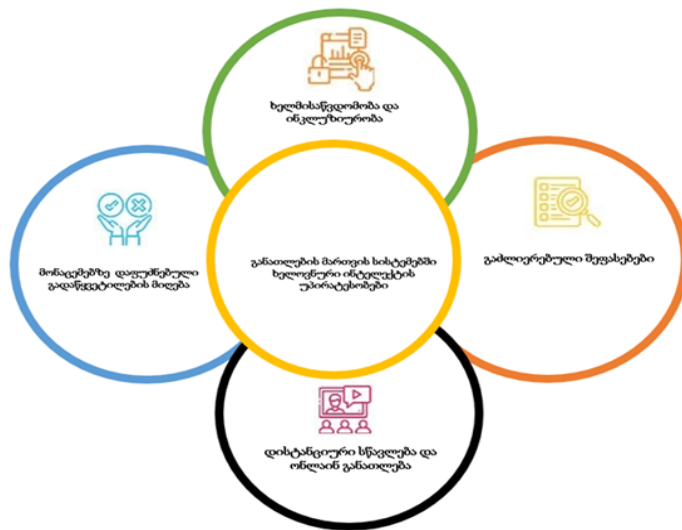 ხელმისაწვდომობა და
ინკლუზიურობა
მონაცემებზე დაფუძნებული
გადაწყვეტილების მიღება
განათლების მართვის სისტემებში
ხელოვნური ინტელექტის
უპირატესობები
გაძლიერებული შეფასებები
დისტანციური სწავლება და
ონლაინ განათლება